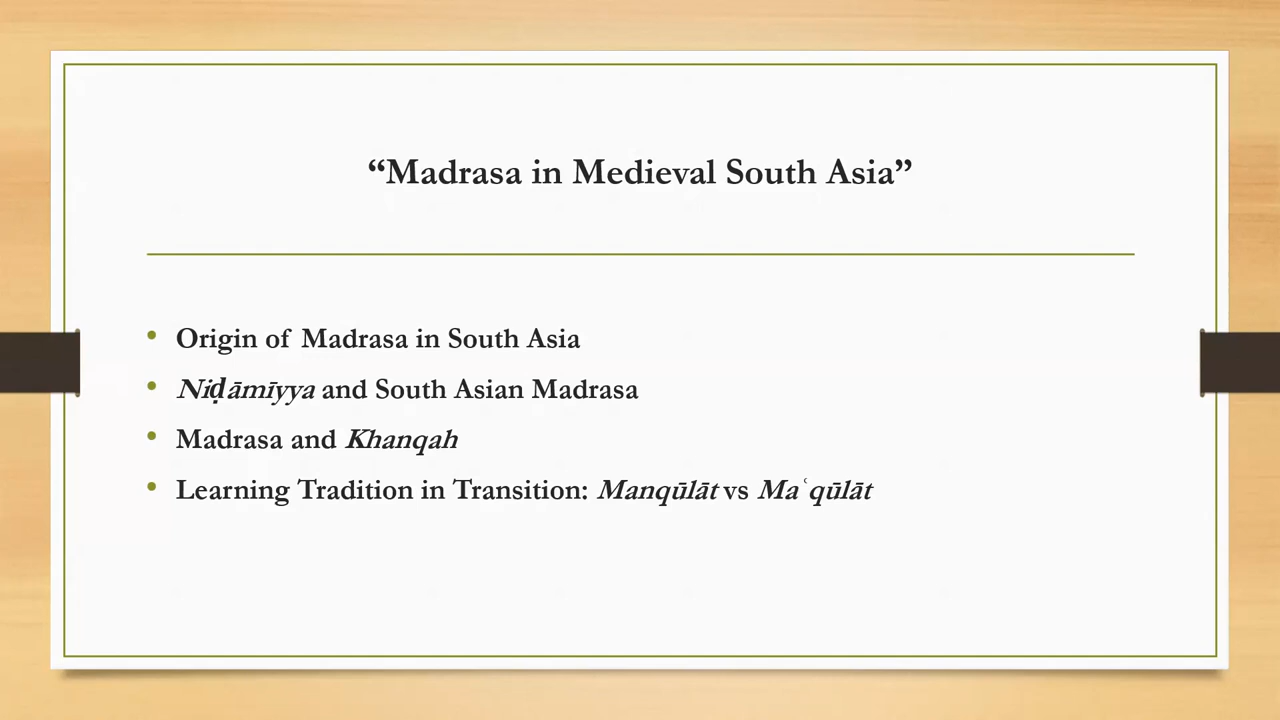 “Madrasa in Medieval South Asia”
• Origin of Madrasa in South Asia
• Niḍāmīyya and South Asian Madrasa
• Madrasa and Khanqah
• Learning Tradition in Transition: Manqūlāt vs Maʿqūlāt